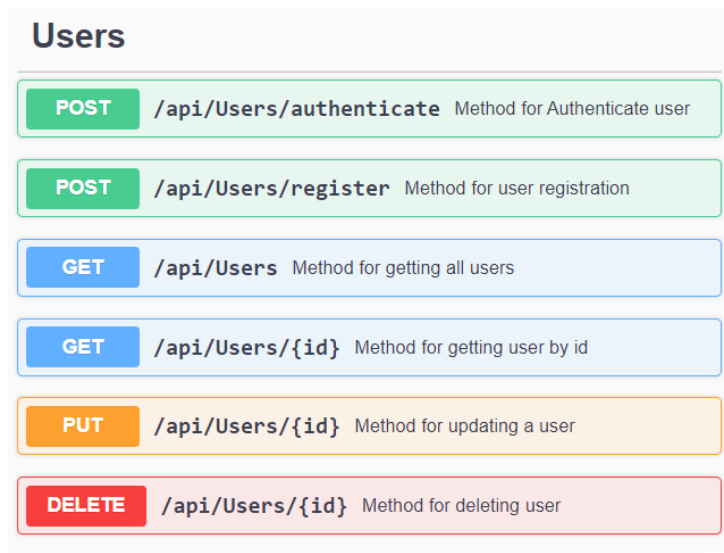 Users
POST /api/Users/authenticate Method for Authenticate user
POST /api/Users/register Method for user registration
GET /api/Users Method for getting all users
GET /api/Users/{id} Method for getting user by id
PUT /api/Users/{id} Method for updating a user
DELETE /api/Users/{id} Method for deleting user